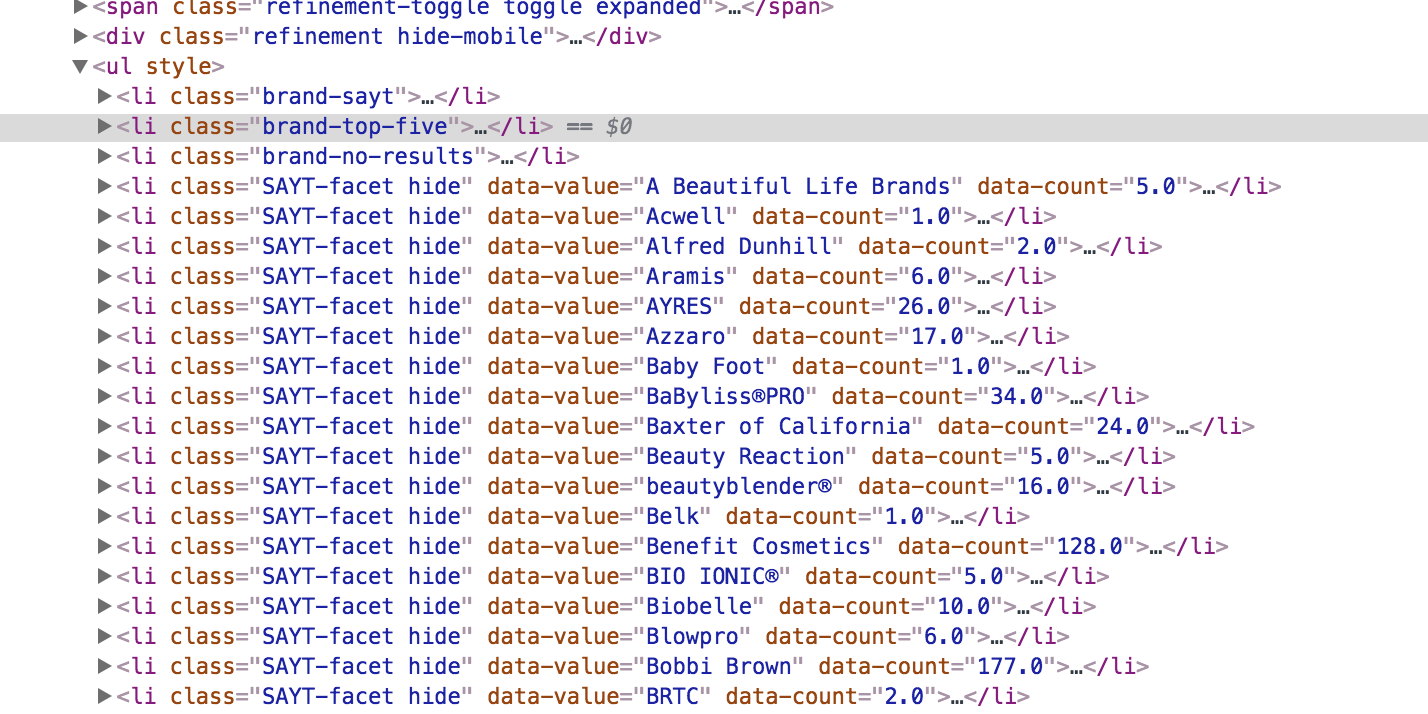 ▶<span class="refinement-toggle toggle expanded">…</span>
▶<div class="refinement hide-mobile">…</div>
▼<ul style>
▶<li class="brand-sayt">…</li>
▶<li class="brand-top-five">…</li> == $0
▶<li class="brand-no-results">…</li>
▶<li class="SAYT-facet hide" data-value="A Beautiful Life Brands" data-count="5.0">…</li>
▶<li class="SAYT-facet hide" data-value="Acwell" data-count="1.0">…</li>
▶<li class="SAYT-facet hide" data-value="Alfred Dunhill" data-count="2.0">…</li>
▶<li class="SAYT-facet hide" data-value="Aramis" data-count="6.0">…</li>
▶<li class="SAYT-facet hide" data-value="AYRES" data-count="26.0">…</li>
▶<li class="SAYT-facet hide" data-value="Azzaro" data-count="17.0">…</li>
▶<li class="SAYT-facet hide" data-value="Baby Foot" data-count="1.0">…</li>
▶<li class="SAYT-facet hide" data-value="BaByliss®PRO" data-count="34.0">…</li>
▶<li class="SAYT-facet hide" data-value="Baxter of California" data-count="24.0">…</li>
▶<li class="SAYT-facet hide" data-value="Beauty Reaction" data-count="5.0">…</li>
▶<li class="SAYT-facet hide" data-value="beautyblender®" data-count="16.0">…</li>
▶<li class="SAYT-facet hide" data-value="Belk" data-count="1.0">…</li>
▶<li class="SAYT-facet hide" data-value="Benefit Cosmetics" data-count="128.0">…</li>
▶<li class="SAYT-facet hide" data-value="BIO IONIC®" data-count="5.0">…</li>
▶<li class="SAYT-facet hide" data-value="Biobelle" data-count="10.0">…</li>
▶<li class="SAYT-facet hide" data-value="Blowpro" data-count="6.0">…</li>
▶<li class="SAYT-facet hide" data-value="Bobbi Brown" data-count="177.0">…</li>
▶<li class="SAYT-facet hide" data-value="BRTC" data-count="2.0">…</li>